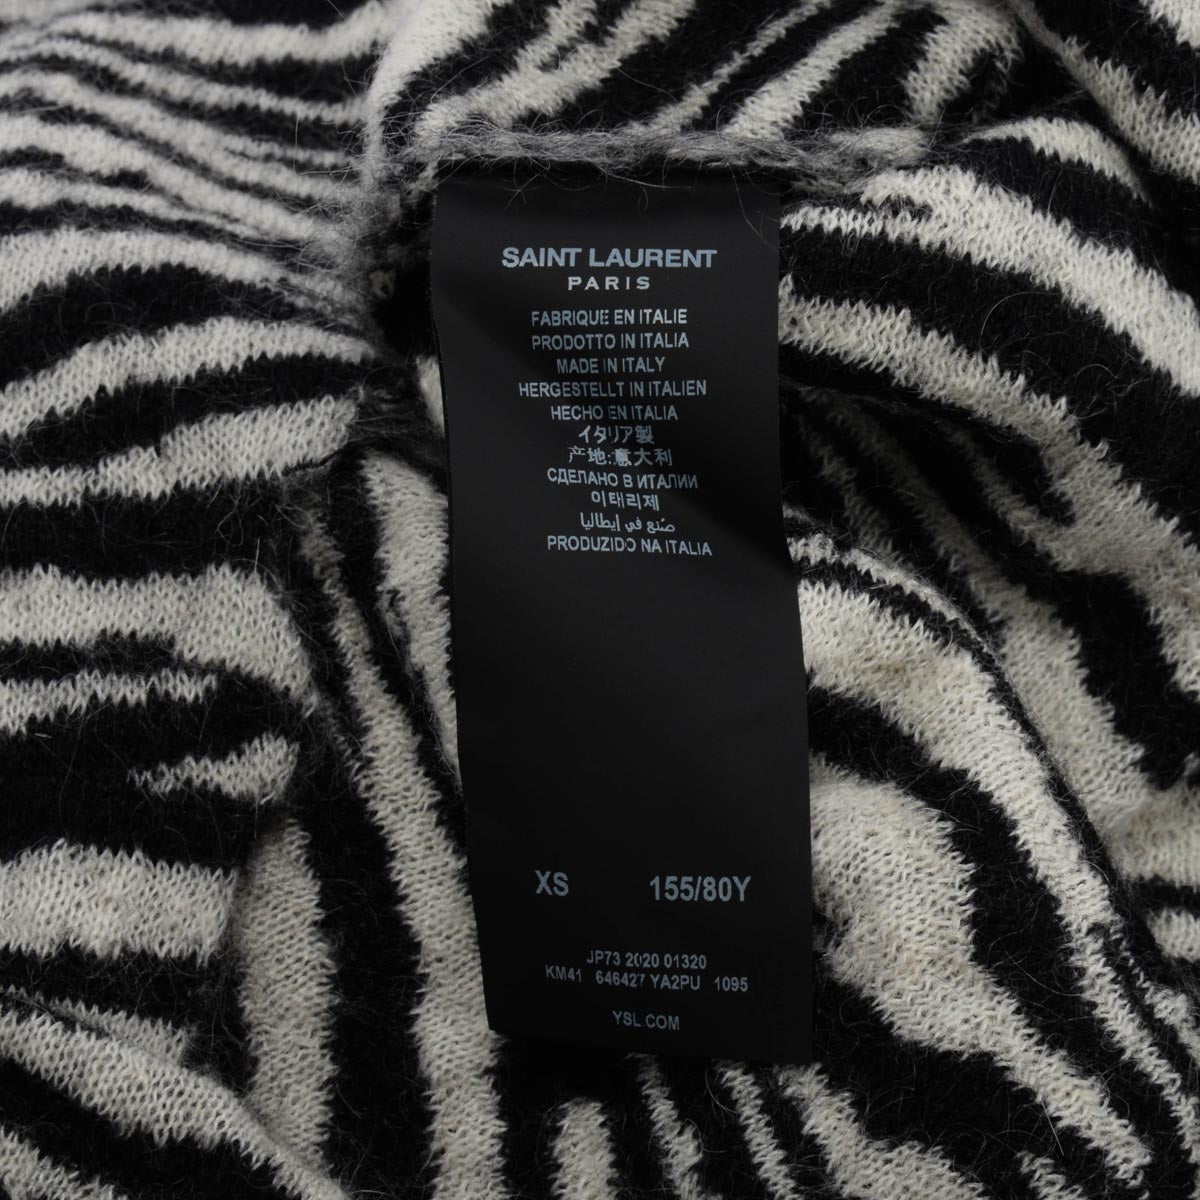 SAINT LAURENT
PARIS
FABRIQUE EN ITALIE
PRODOTTO IN ITALIA
MADE IN ITALY
HERGESTELLT IN ITALIEN
HECHO EN ITALIA
イタリア製
产地:意大利
СДЕЛАНО В ИТАЛИИ
이태리제
صنع في إيطاليا
PRODUZIDO NA ITALIA
XS 155/80Y
JP73 2020 01320
KM41 646427 YA2PU 1095
YSL.COM